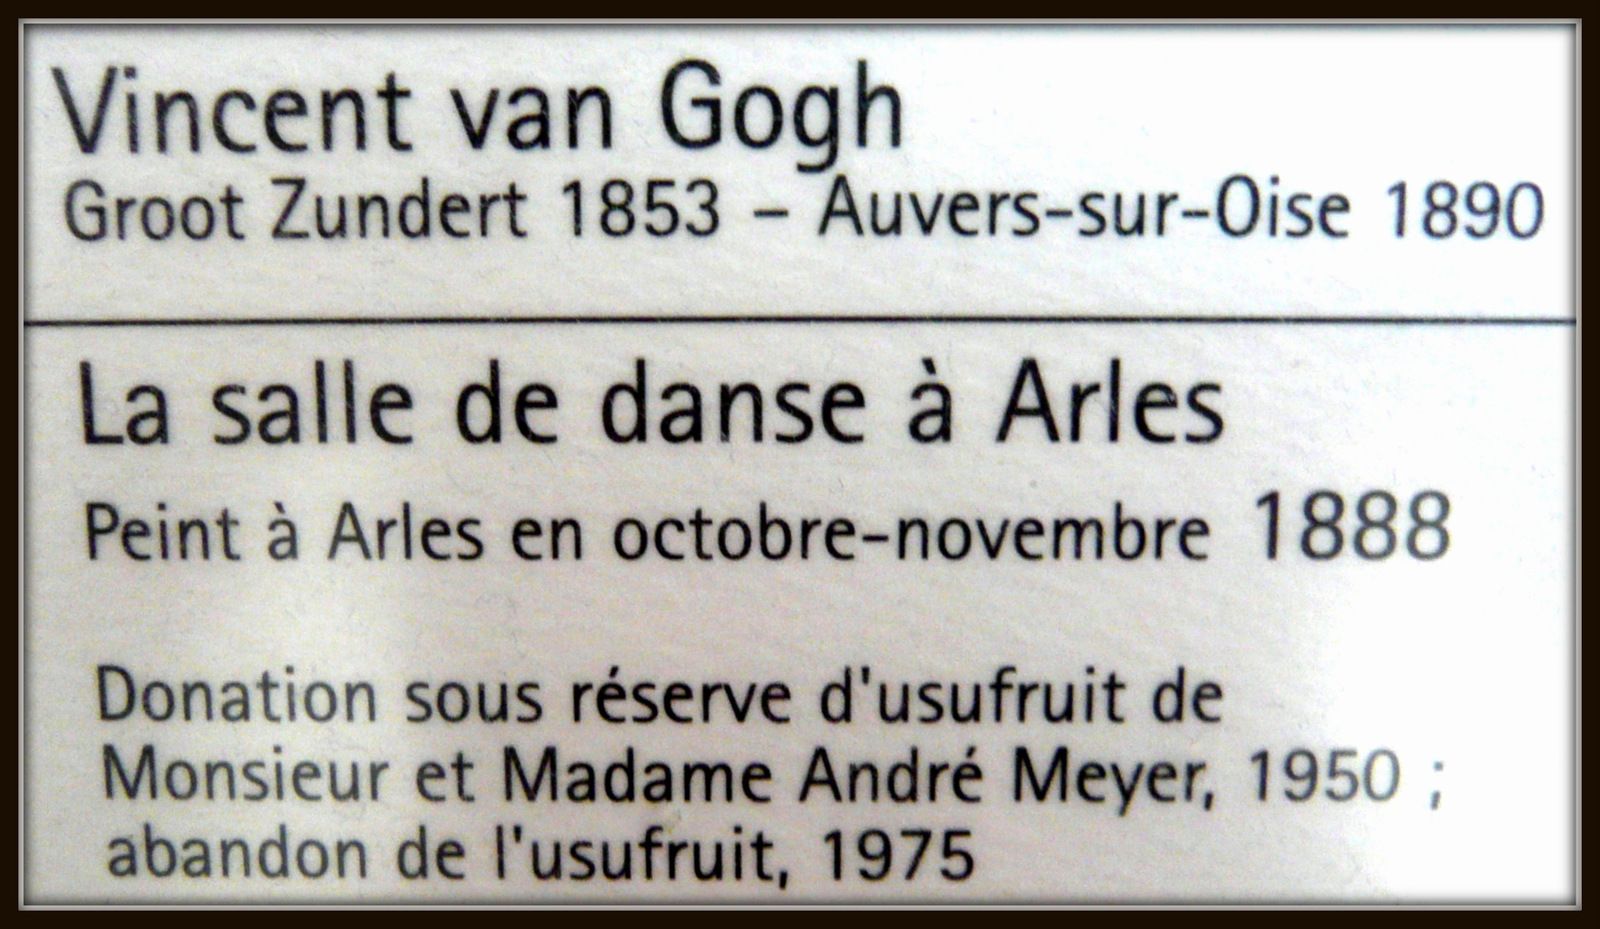 Vincent van Gogh
Groot Zundert 1853 – Auvers-sur-Oise 1890
La salle de danse à Arles
Peint à Arles en octobre-novembre 1888
Donation sous réserve d'usufruit de
Monsieur et Madame André Meyer, 1950 ;
abandon de l'usufruit, 1975